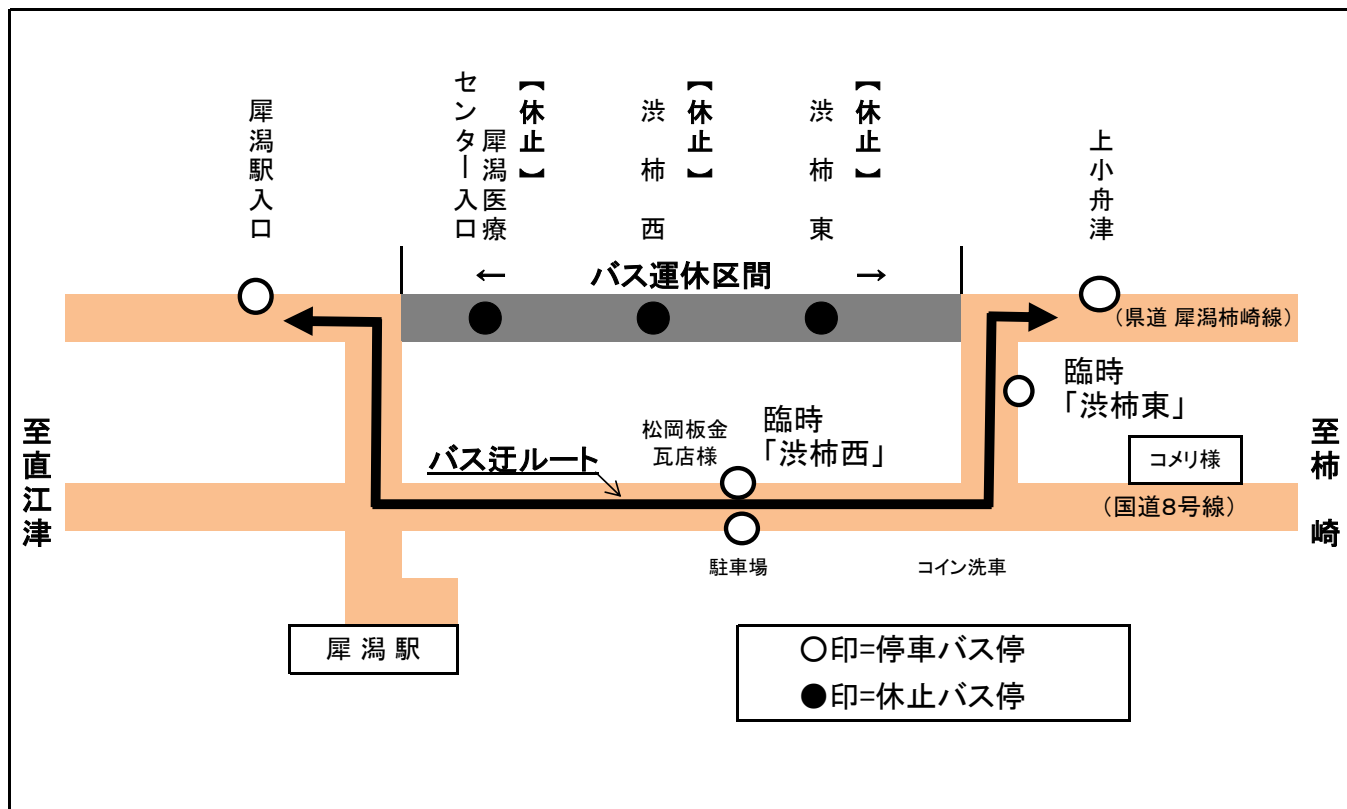 犀潟駅入口
犀潟医療
センター入口
【休止】
渋柿西
【休止】
渋柿東
【休止】
上小舟津
← バス運休区間 →
(県道 犀潟柿崎線)
臨時
「渋柿東」
松岡板金
瓦店様
臨時
「渋柿西」
バス迂ルート
コメリ様
至直江津
至柿崎
(国道8号線)
駐車場
コイン洗車
犀潟駅
○印=停車バス停
●印=休止バス停